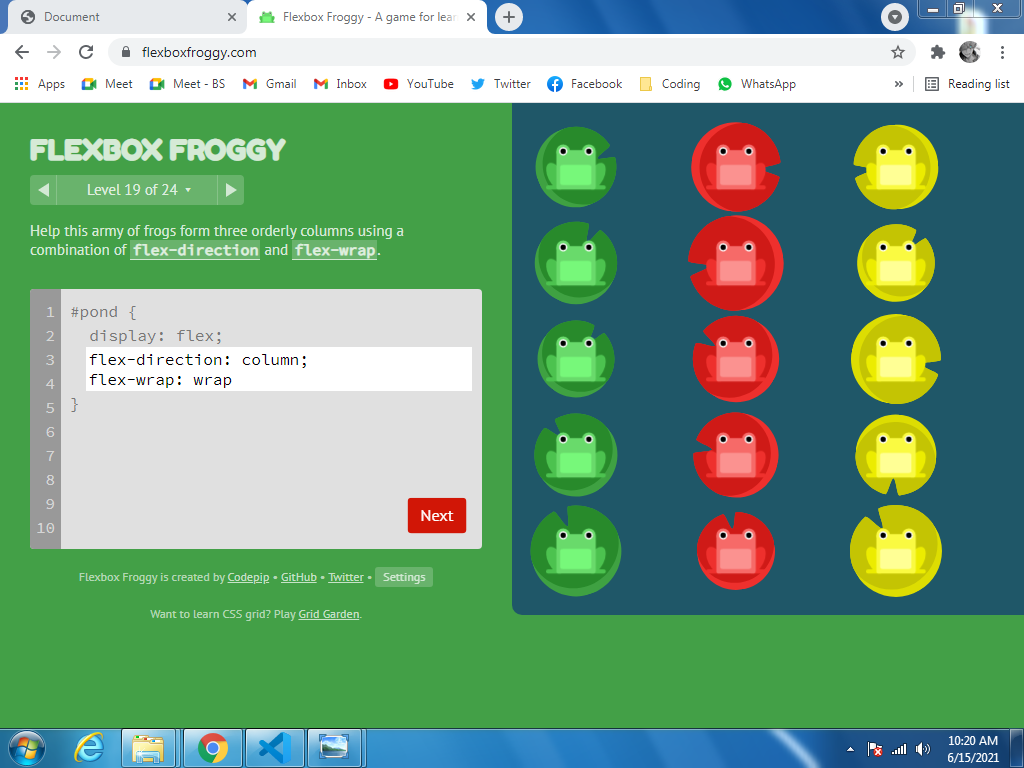 Document
Flexbox Froggy - A game for lear
flexboxfroggy.com
Apps
Meet
Meet - BS
Gmail
Inbox
YouTube
Twitter
Facebook
Coding
WhatsApp
»
Reading list
FLEXBOX FROGGY
Level 19 of 24
Help this army of frogs form three orderly columns using a
combination of flex-direction and flex-wrap.
1 #pond {
2 display: flex;
3 flex-direction: column;
4 flex-wrap: wrap
5 }
6
7
8
9
10
Next
Flexbox Froggy is created by Codepip • GitHub • Twitter • Settings
Want to learn CSS grid? Play Grid Garden.
10:20 AM
6/15/2021